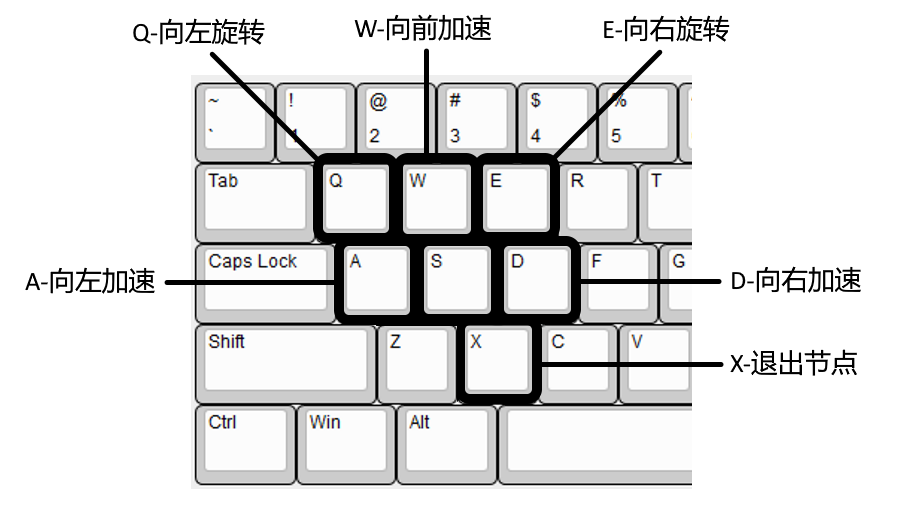 Q-向左旋转
W-向前加速
E-向右旋转
~ ! @ # $ %
` 1 2 3 4 5
Tab Q W E R T
A-向左加速
Caps Lock A S D F G
D-向右加速
Shift Z X C V
X-退出节点
Ctrl Win Alt